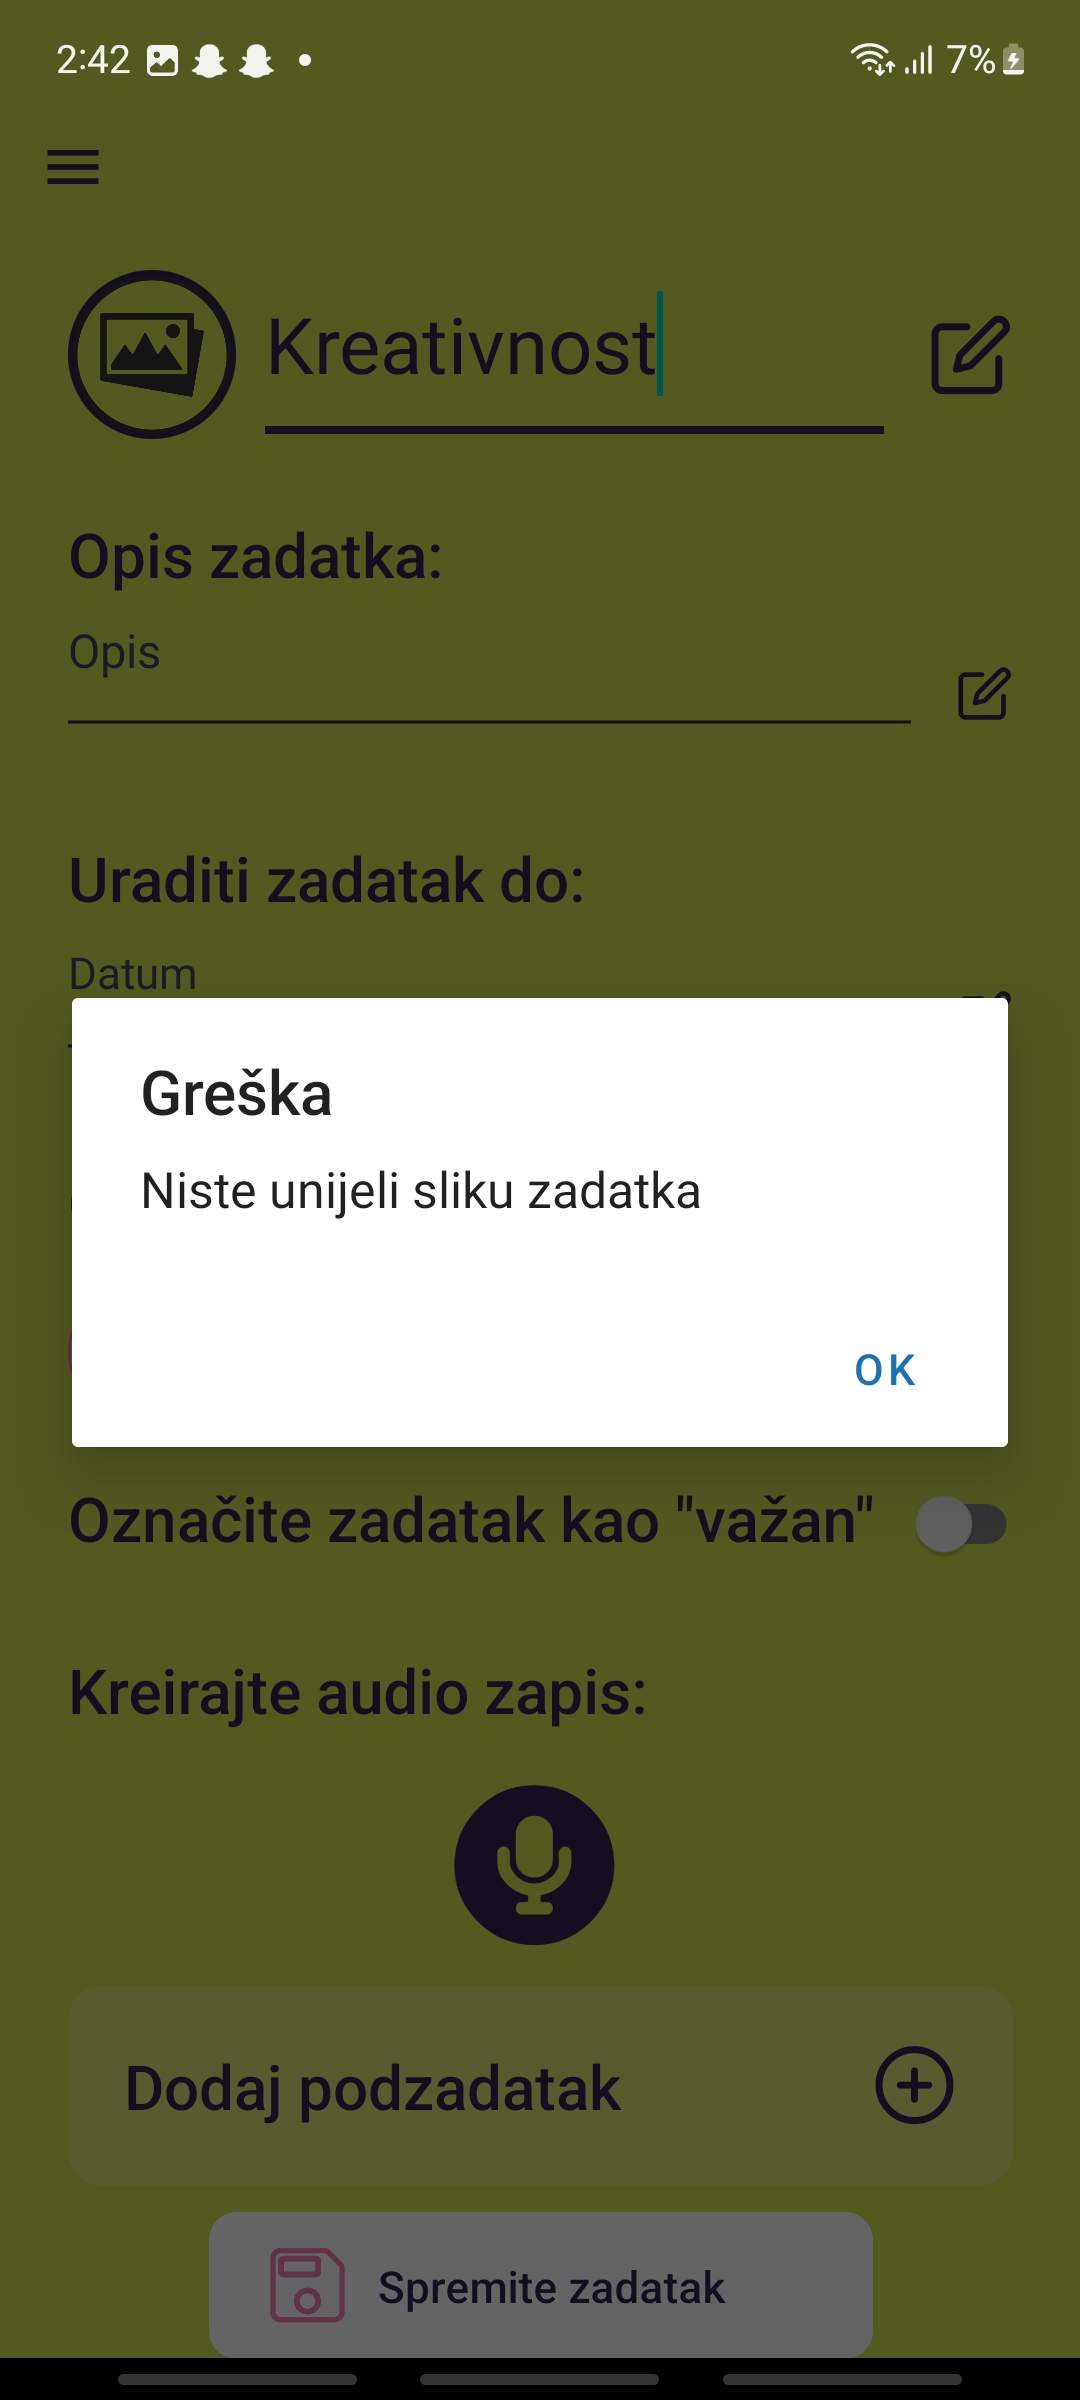 2:42
7%
Kreativnost
Opis zadatka:
Opis
Uraditi zadatak do:
Datum
Greška
Niste unijeli sliku zadatka
OK
Označite zadatak kao "važan"
Kreirajte audio zapis:
Dodaj podzadatak
Spremite zadatak